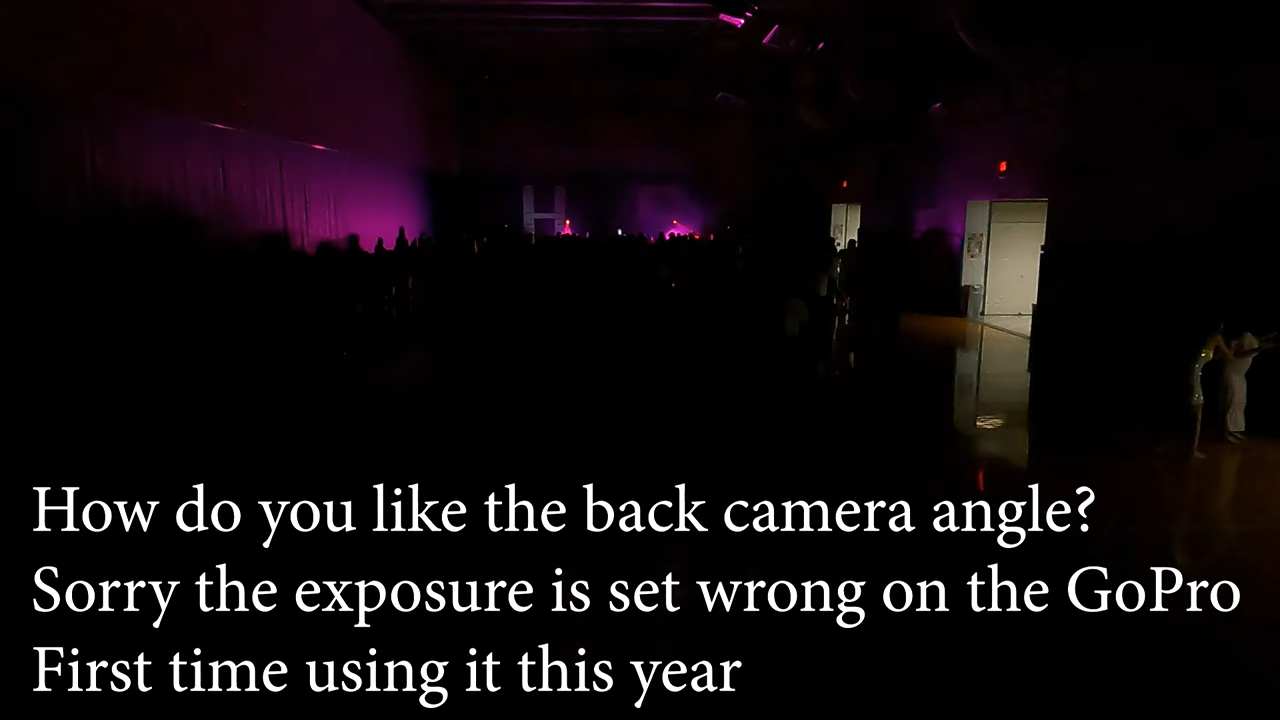 How do you like the back camera angle?
Sorry the exposure is set wrong on the GoPro
First time using it this year